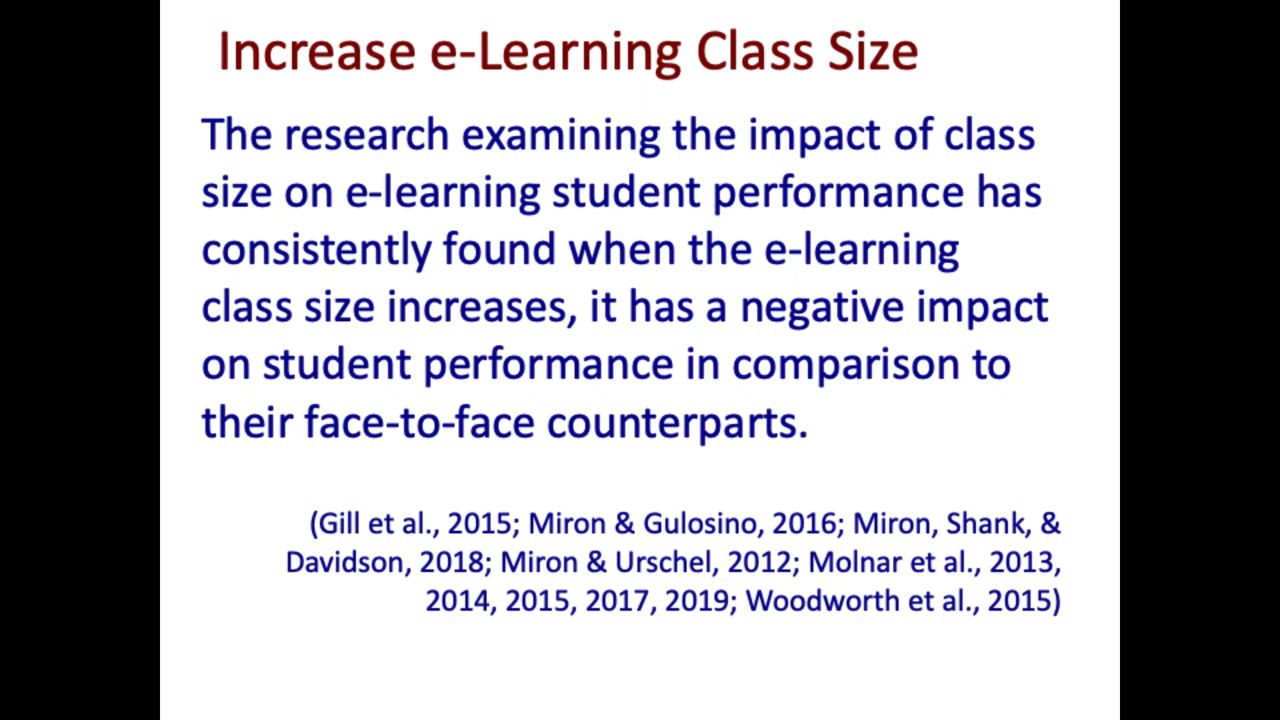 Increase e-Learning Class Size
The research examining the impact of class
size on e-learning student performance has
consistently found when the e-learning
class size increases, it has a negative impact
on student performance in comparison to
their face-to-face counterparts.
(Gill et al., 2015; Miron & Gulosino, 2016; Miron, Shank, &
Davidson, 2018; Miron & Urschel, 2012; Molnar et al., 2013,
2014, 2015, 2017, 2019; Woodworth et al., 2015)